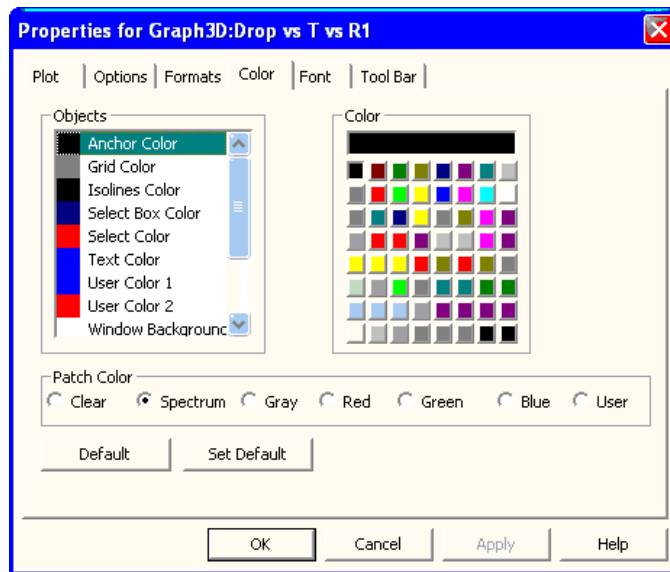 Properties for Graph3D:Drop vs T vs R1
Plot Options Formats Color Font Tool Bar
Objects Color
Anchor Color
Grid Color
Isolines Color
Select Box Color
Select Color
Text Color
User Color 1
User Color 2
Window Background
Patch Color
Clear Spectrum Gray Red Green Blue User
Default Set Default
OK Cancel Apply Help